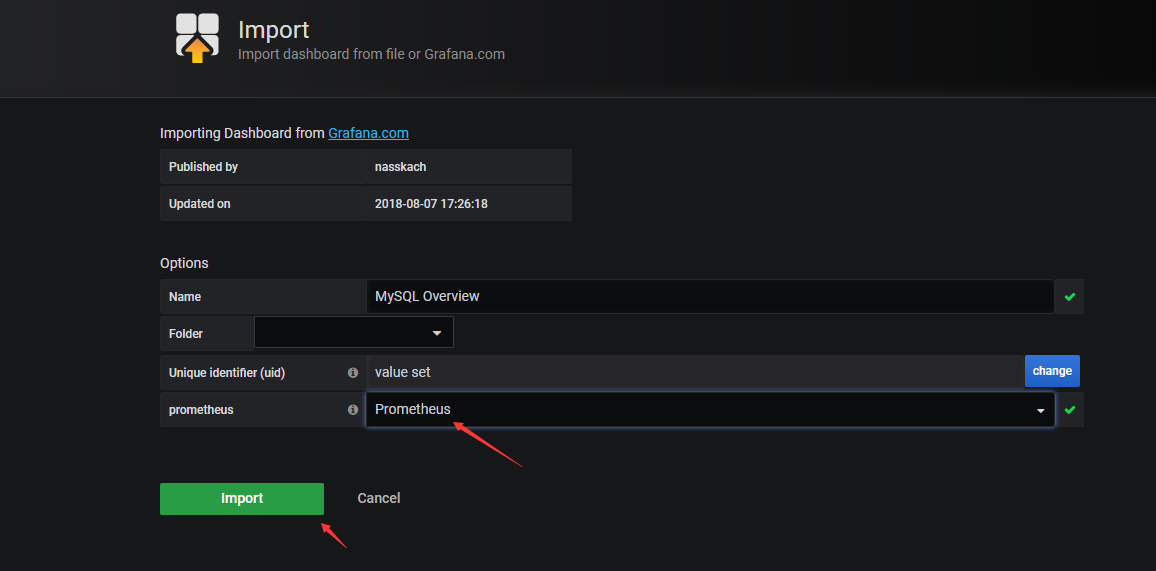 Import
Import dashboard from file or Grafana.com
Importing Dashboard from Grafana.com
Published by nasskach
Updated on 2018-08-07 17:26:18
Options
Name MySQL Overview
Folder
Unique identifier (uid) value set change
prometheus Prometheus
Import Cancel